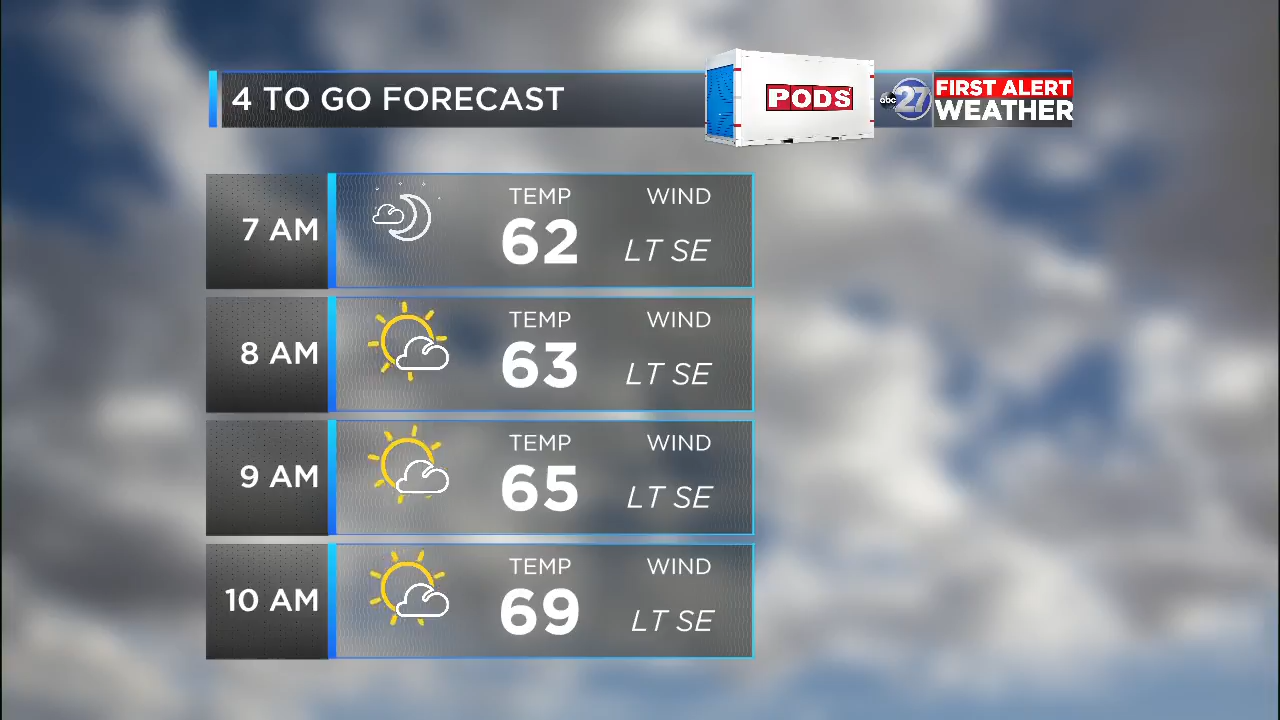 4 TO GO FORECAST
PODS
abc 27
FIRST ALERT
WEATHER
7 AM
TEMP
WIND
62
LT SE
8 AM
TEMP
WIND
63
LT SE
9 AM
TEMP
WIND
65
LT SE
10 AM
TEMP
WIND
69
LT SE